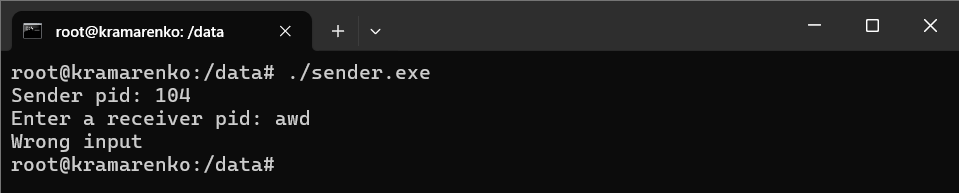 root@kramarenko: /data
root@kramarenko:/data# ./sender.exe
Sender pid: 104
Enter a receiver pid: awd
Wrong input
root@kramarenko:/data#